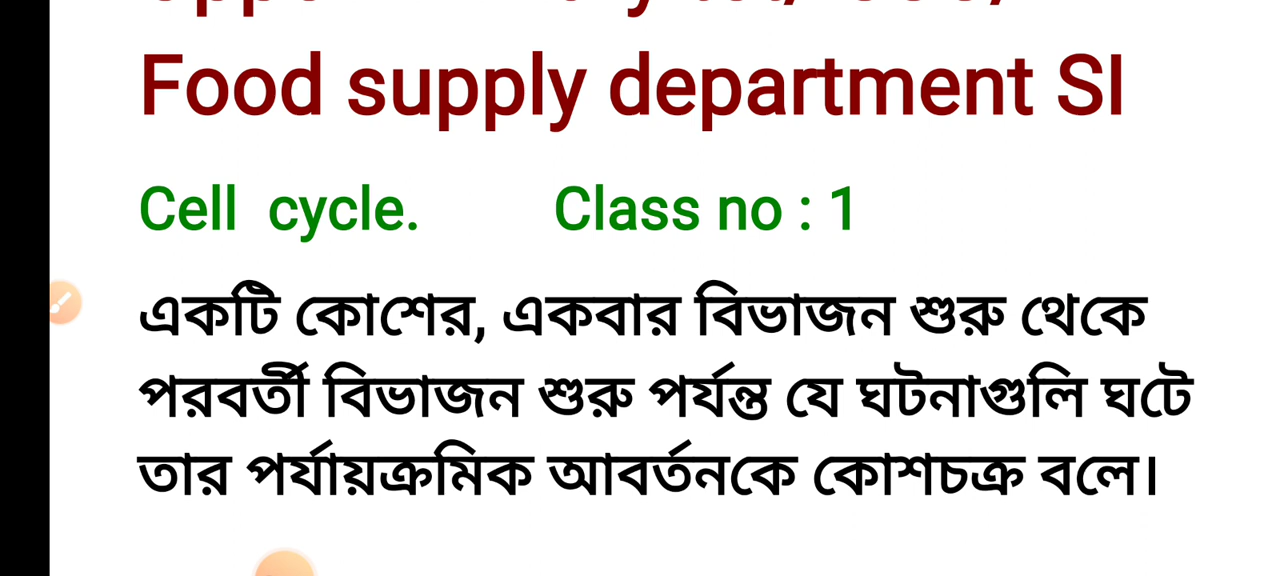 Food supply department SI
Cell cycle. Class no : 1
একটি কোশের, একবার বিভাজন শুরু থেকে
পরবর্তী বিভাজন শুরু পর্যন্ত যে ঘটনাগুলি ঘটে
তার পর্যায়ক্রমিক আবর্তনকে কোশচক্র বলে।